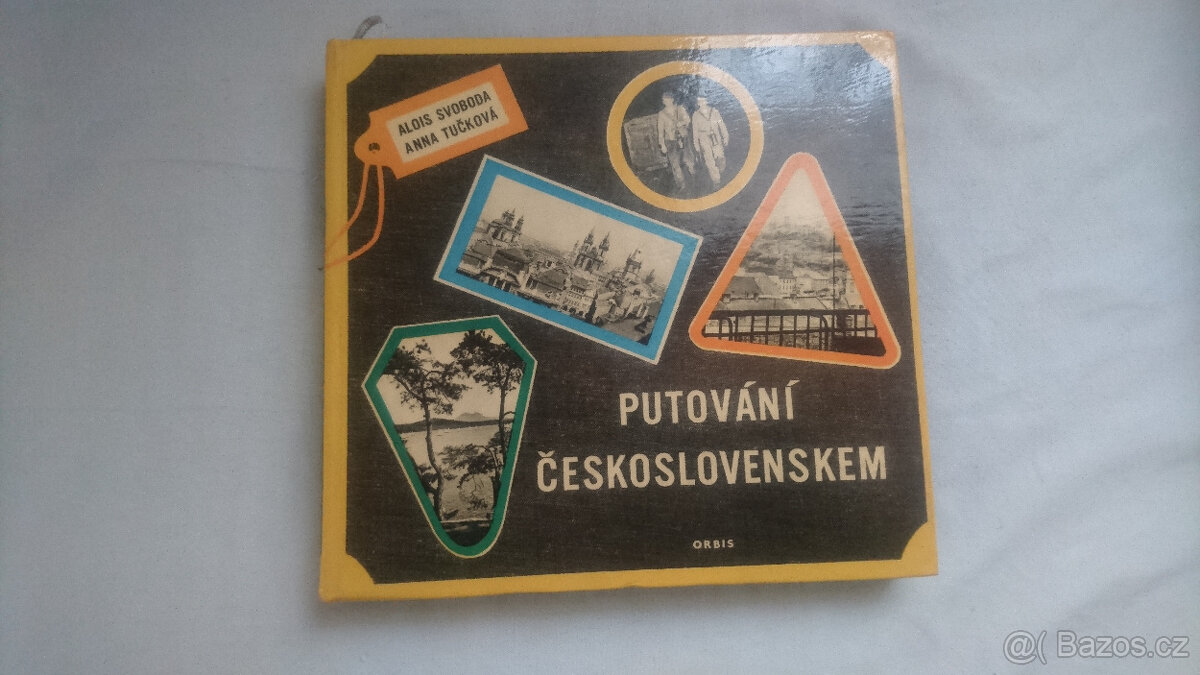 ALOIS SVOBODA
ANNA TUČKOVÁ
PUTOVÁNÍ
ČESKOSLOVENSKEM
ORBIS
@( Bazos.cz